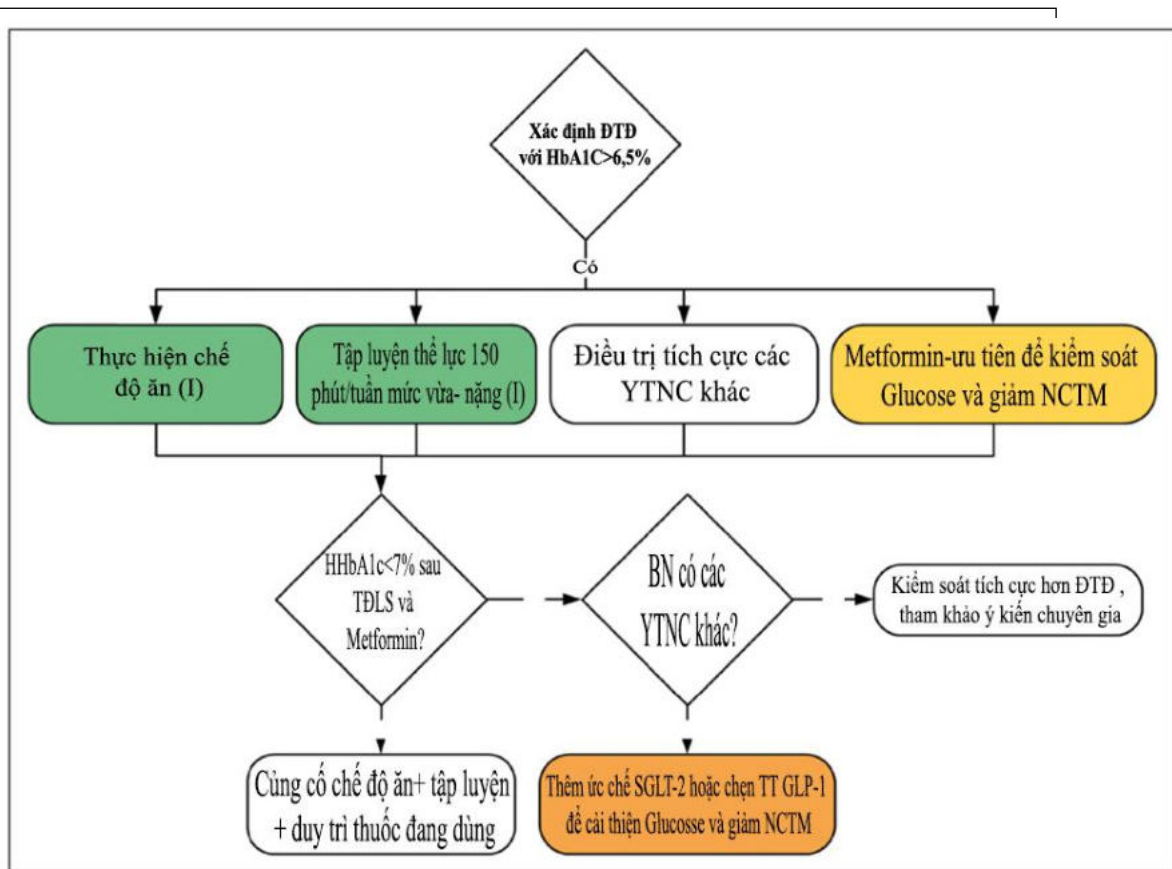 Xác định ĐTĐ
với HbA1C>6,5%
Có
Thực hiện chế
độ ăn (I)
Tập luyện thể lực 150
phút/tuần mức vừa- nặng (I)
Điều trị tích cực các
YTNC khác
Metformin-ưu tiên để kiểm soát
Glucose và giảm NCTM
HHbA1c<7% sau
TĐLS và
Metformin?
BN có các
YTNC khác?
Kiểm soát tích cực hơn ĐTĐ ,
tham khảo ý kiến chuyên gia
Củng cố chế độ ăn+ tập luyện
+ duy trì thuốc đang dùng
Thêm ức chế SGLT-2 hoặc chẹn TT GLP-1
để cải thiện Glucosse và giảm NCTM